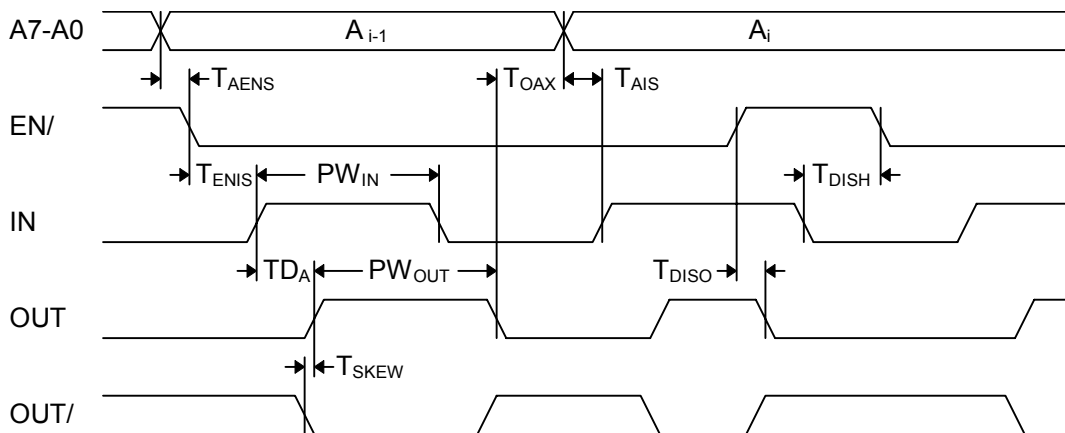 A7-A0 A i-1 Ai
TAENS TOAX TAIS
EN/
TENIS PWIN TDISH
IN
TDA PWOUT TDISO
OUT
TSKEW
OUT/